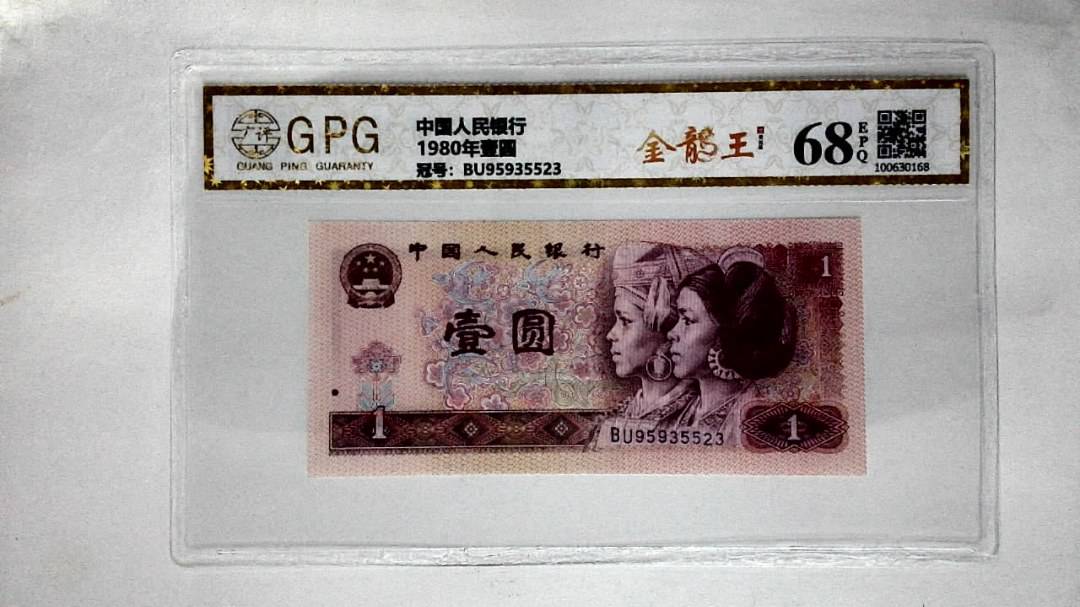 广评
GPG
GUANG PING GUARANTY
中国人民银行
1980年壹圆
冠号：BU95935523
金龍王
68
EPQ
100630168
中国人民银行
1
壹圆
1
BU95935523
1